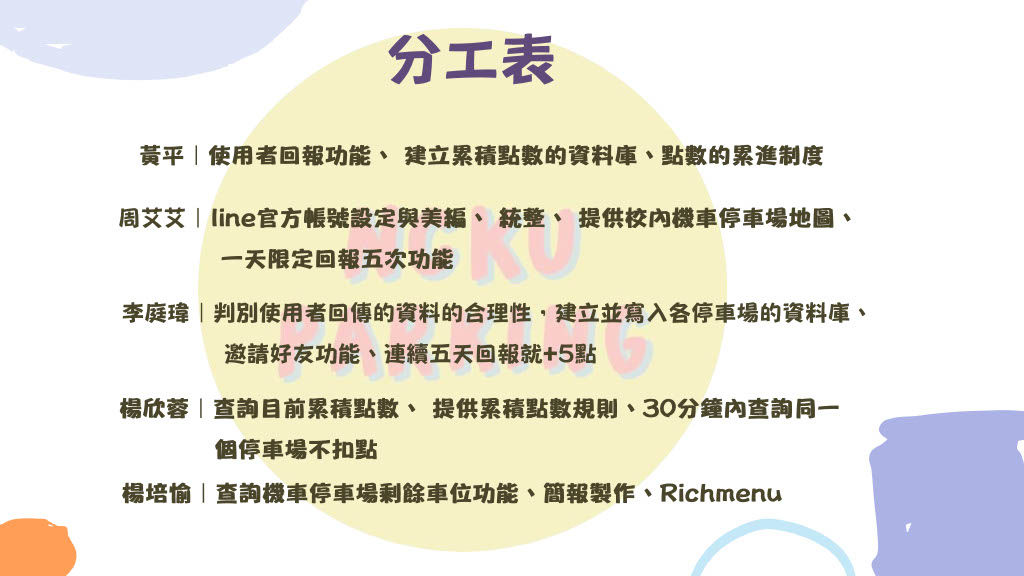 分工表
NCKU
PARKING
黃平｜使用者回報功能、 建立累積點數的資料庫、點數的累進制度
周艾艾｜line官方帳號設定與美編、 統整、 提供校內機車停車場地圖、
一天限定回報五次功能
李庭瑋｜判別使用者回傳的資料的合理性，建立並寫入各停車場的資料庫、
邀請好友功能、連續五天回報就+5點
楊欣蓉｜查詢目前累積點數、 提供累積點數規則、30分鐘內查詢同一
個停車場不扣點
楊培愉｜查詢機車停車場剩餘車位功能、簡報製作、Richmenu